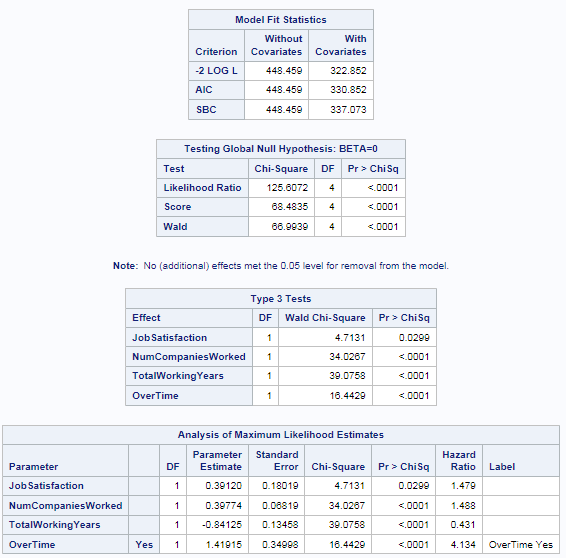 Model Fit Statistics
Criterion Without Covariates With Covariates
-2 LOG L 448.459 322.852
AIC 448.459 330.852
SBC 448.459 337.073
Testing Global Null Hypothesis: BETA=0
Test Chi-Square DF Pr > ChiSq
Likelihood Ratio 125.6072 4 <.0001
Score 68.4835 4 <.0001
Wald 66.9939 4 <.0001
Note: No (additional) effects met the 0.05 level for removal from the model.
Type 3 Tests
Effect DF Wald Chi-Square Pr > ChiSq
JobSatisfaction 1 4.7131 0.0299
NumCompaniesWorked 1 34.0267 <.0001
TotalWorkingYears 1 39.0758 <.0001
OverTime 1 16.4429 <.0001
Analysis of Maximum Likelihood Estimates
Parameter DF Parameter Estimate Standard Error Chi-Square Pr > ChiSq Hazard Ratio Label
JobSatisfaction 1 0.39120 0.18019 4.7131 0.0299 1.479
NumCompaniesWorked 1 0.39774 0.06819 34.0267 <.0001 1.488
TotalWorkingYears 1 -0.84125 0.13458 39.0758 <.0001 0.431
OverTime Yes 1 1.41915 0.34998 16.4429 <.0001 4.134 OverTime Yes